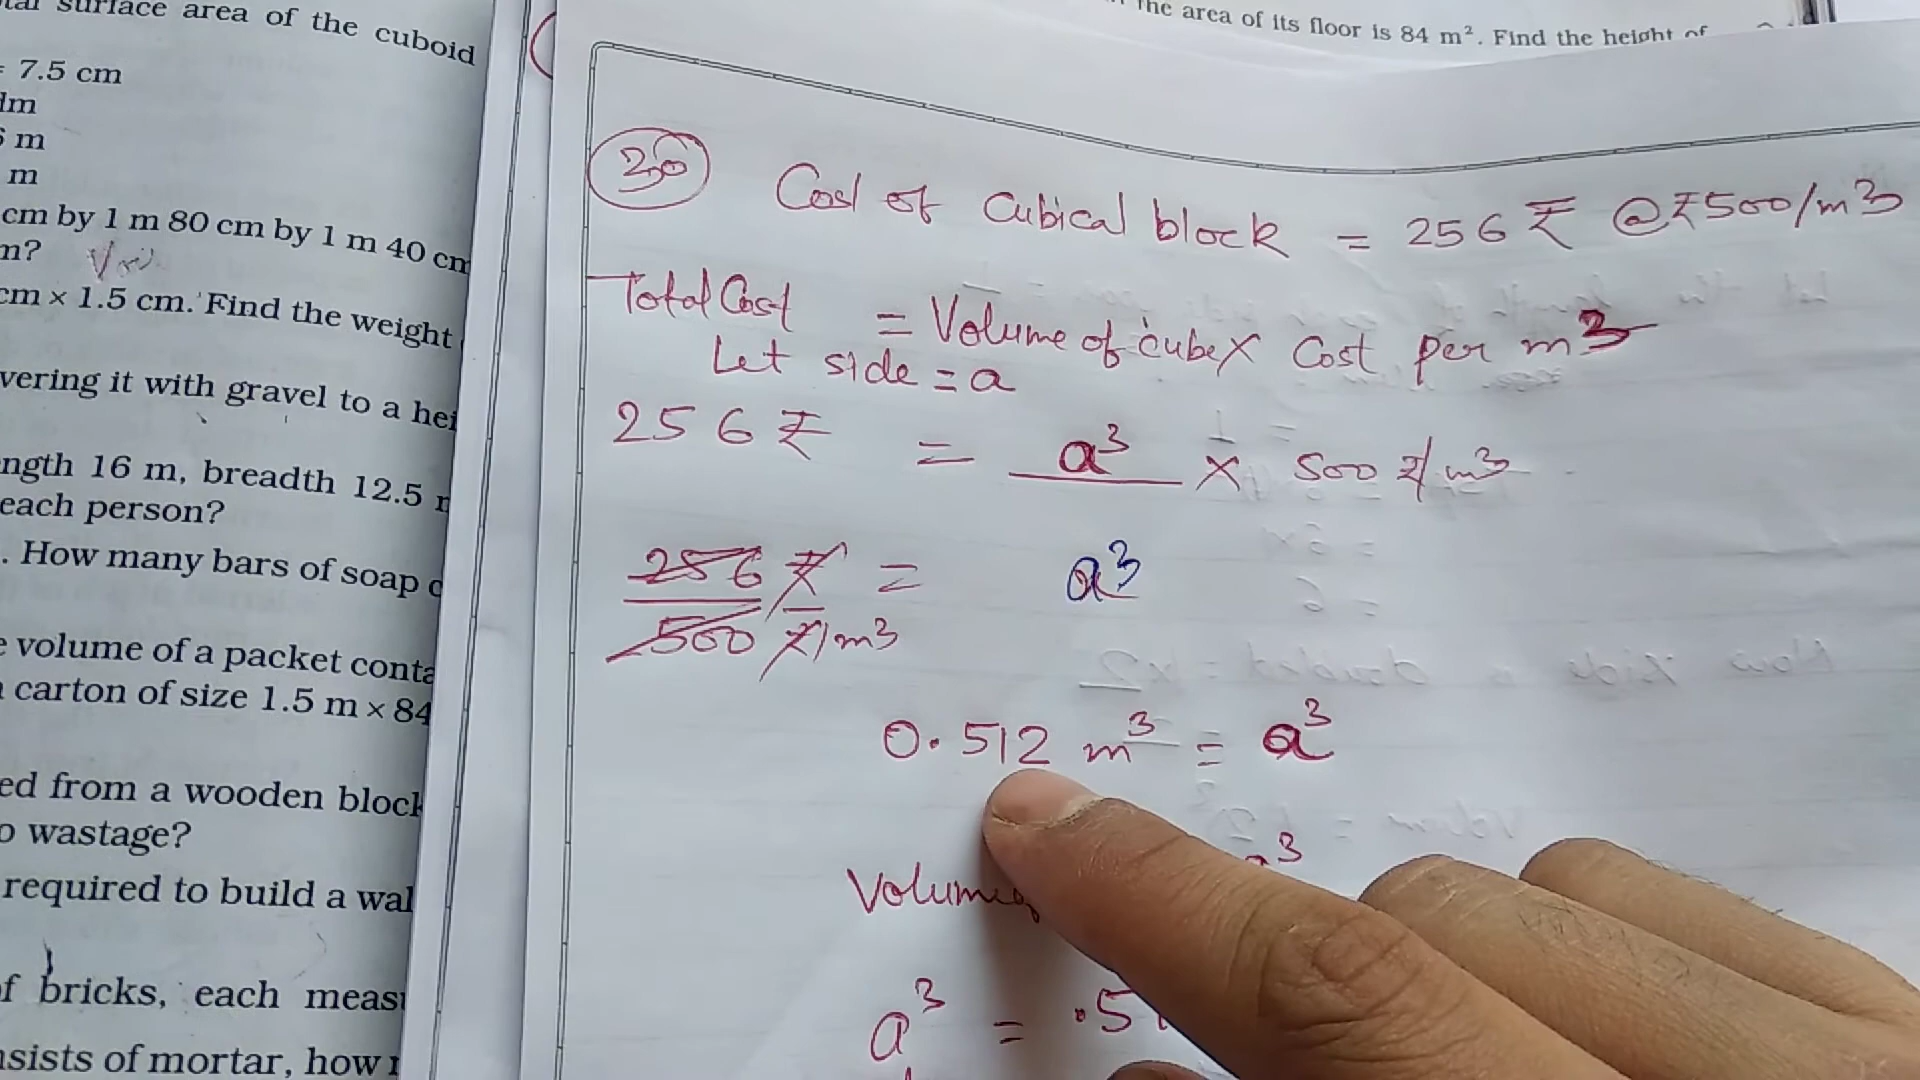 surface area of the cuboid
= 7.5 cm
m
m
cm by 1 m 80 cm by 1 m 40 cm
cm × 1.5 cm. Find the weight
vering it with gravel to a hei
ngth 16 m, breadth 12.5
each person?
. How many bars of soap
volume of a packet conta
carton of size 1.5 m × 84
ed from a wooden block
wastage?
required to build a wal
f bricks, each meas
nsists of mortar, how
the area of its floor is 84 m². Find the height of
30 Cost of Cubical block = 256 ₹ @ ₹500/m3
Total Cost = Volume of cube X Cost per m3
Let side = a
256 ₹ = a³ × 500 ₹/m3
256 ₹ = a³
500 ₹/m3
0.512 m³ = a³
Volume
a³ = .5